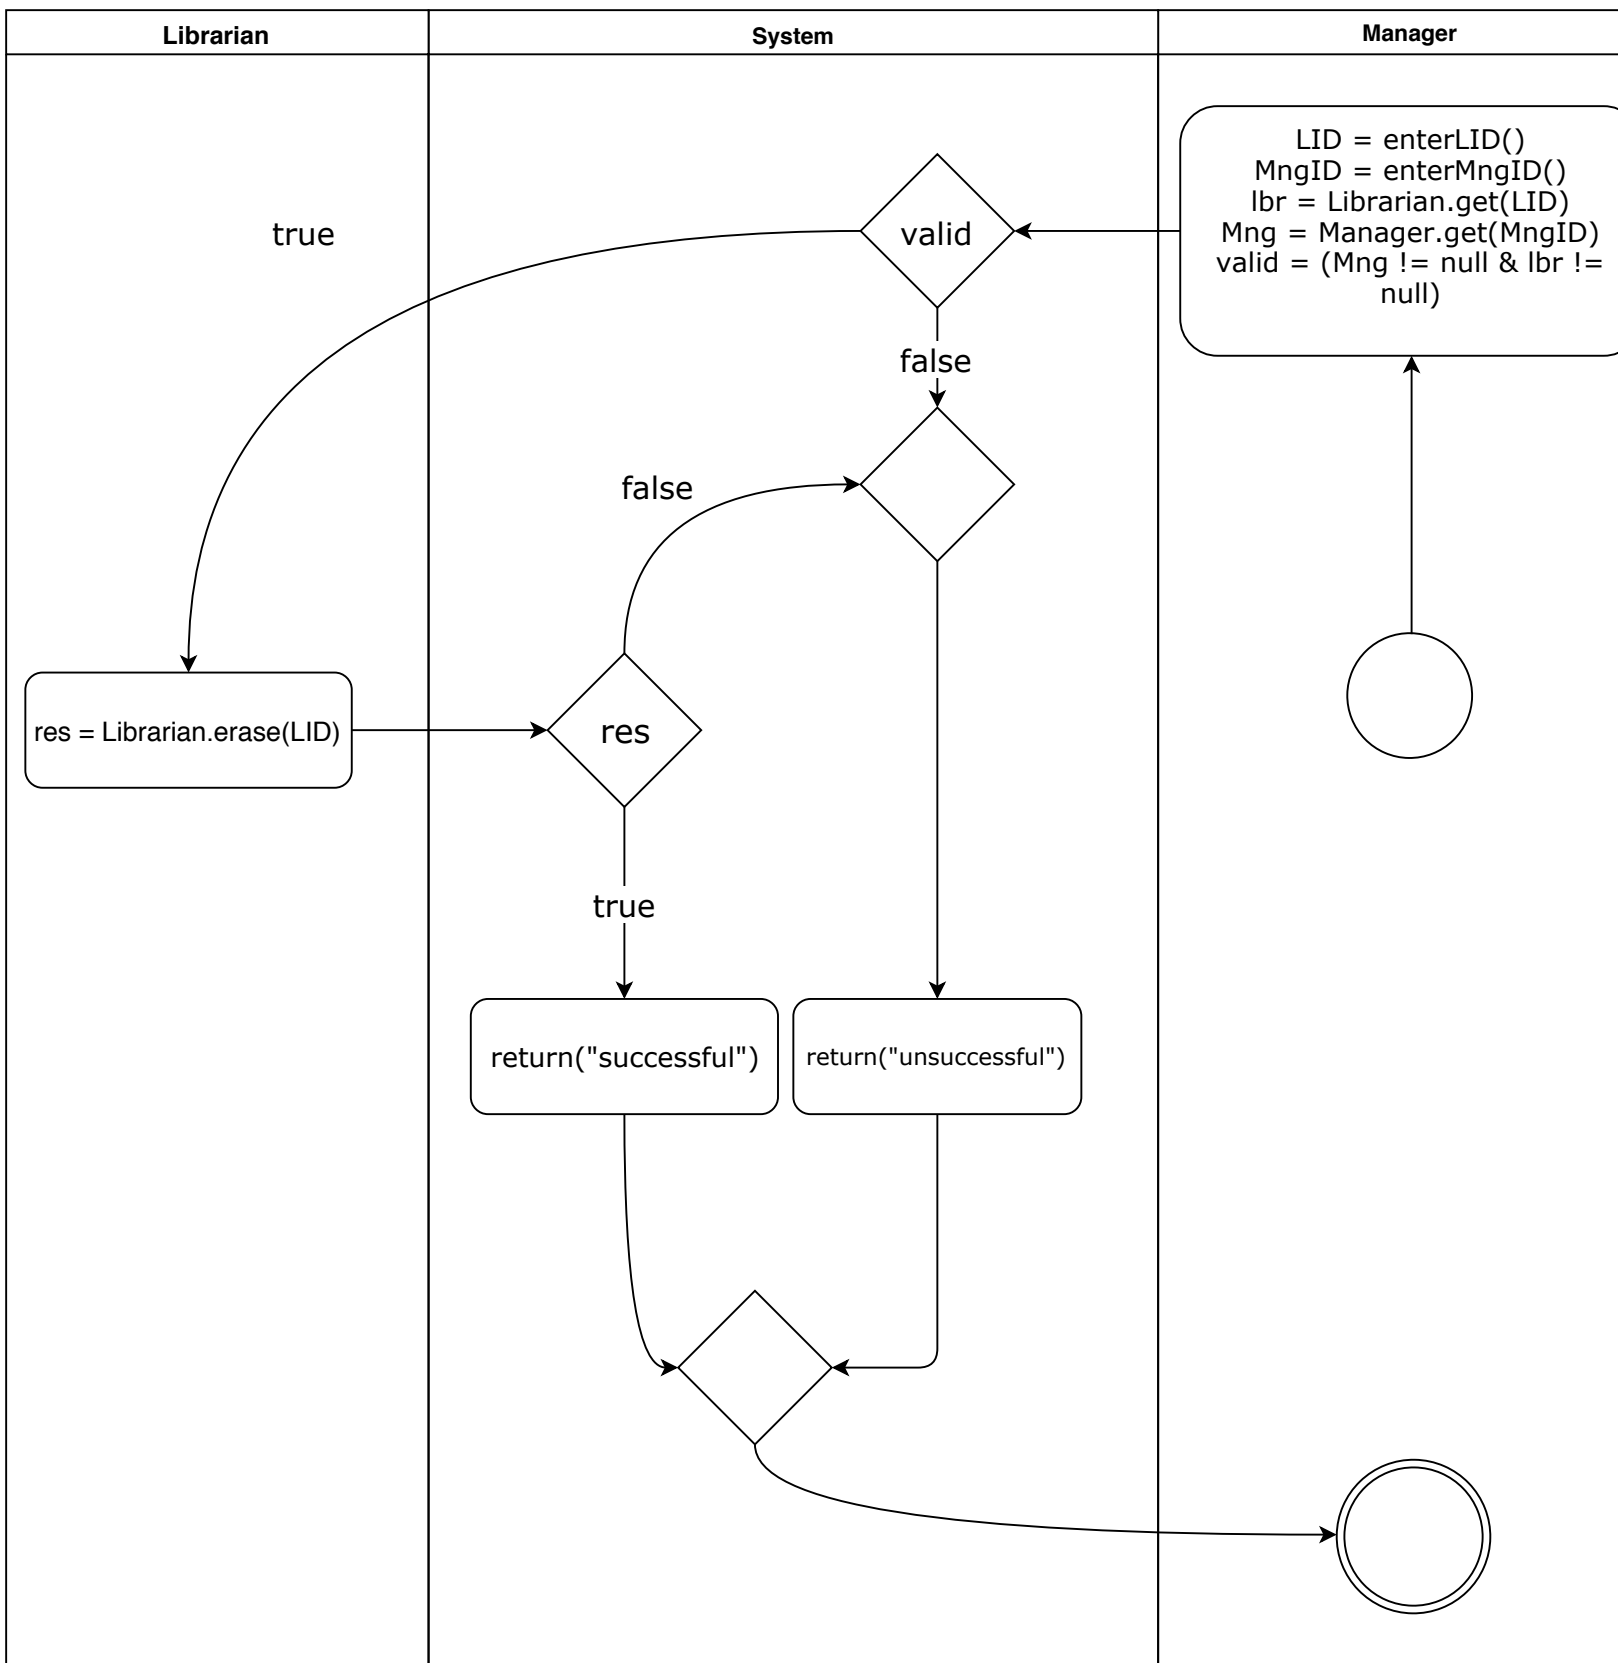 Librarian
System
Manager
LID = enterLID()
MngID = enterMngID()
lbr = Librarian.get(LID)
Mng = Manager.get(MngID)
valid = (Mng != null & lbr !=
null)
true
valid
false
false
res = Librarian.erase(LID)
res
true
return("successful")
return("unsuccessful")